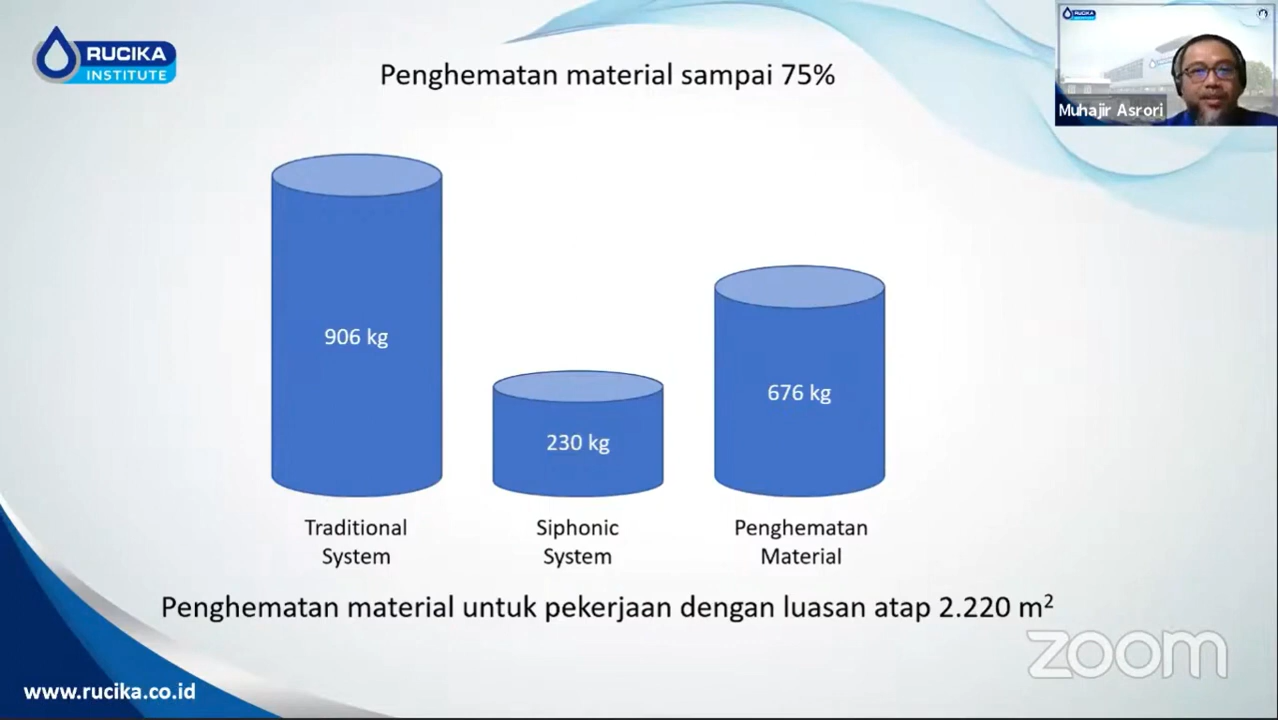 RUCIKA
INSTITUTE
Penghematan material sampai 75%
RUCIKA
Muhajir Asrori
906 kg
230 kg
676 kg
Traditional
System
Siphonic
System
Penghematan
Material
Penghematan material untuk pekerjaan dengan luasan atap 2.220 m²
zoom
www.rucika.co.id